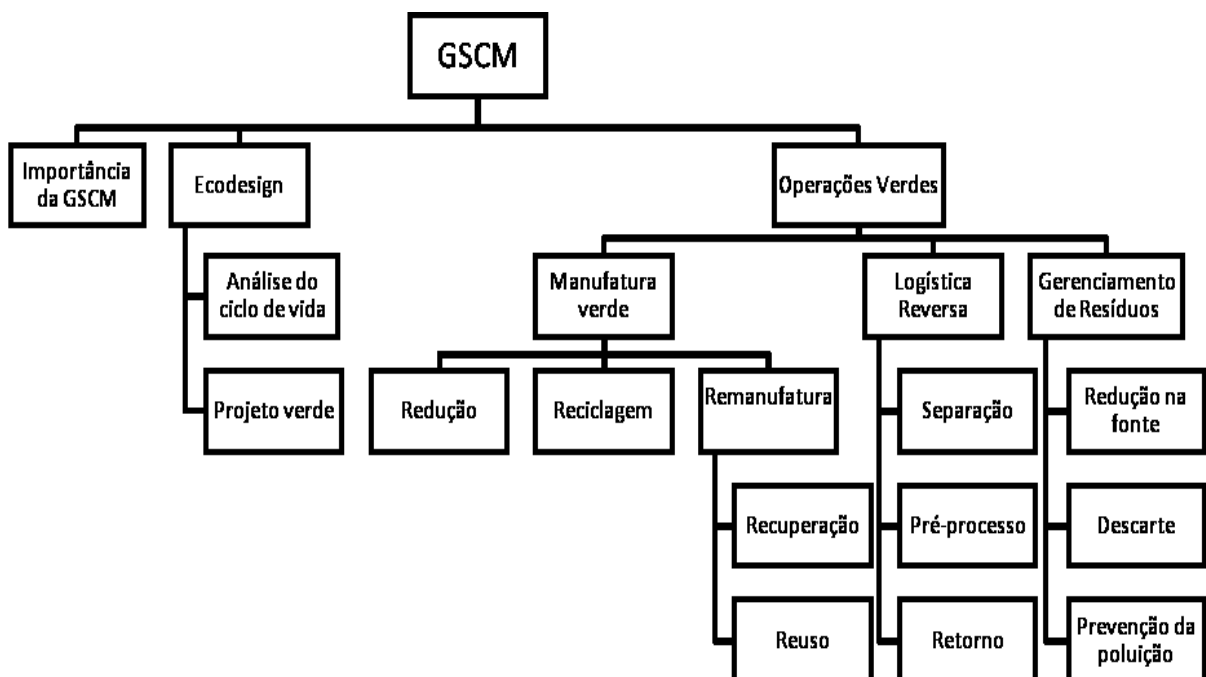 GSCM
Importância
da GSCM
Ecodesign
Operações Verdes
Análise do
ciclo de vida
Manufatura
verde
Logística
Reversa
Gerenciamento
de Resíduos
Projeto verde
Redução
Reciclagem
Remanufatura
Separação
Redução na
fonte
Recuperação
Pré-processo
Descarte
Reuso
Retorno
Prevenção da
poluição